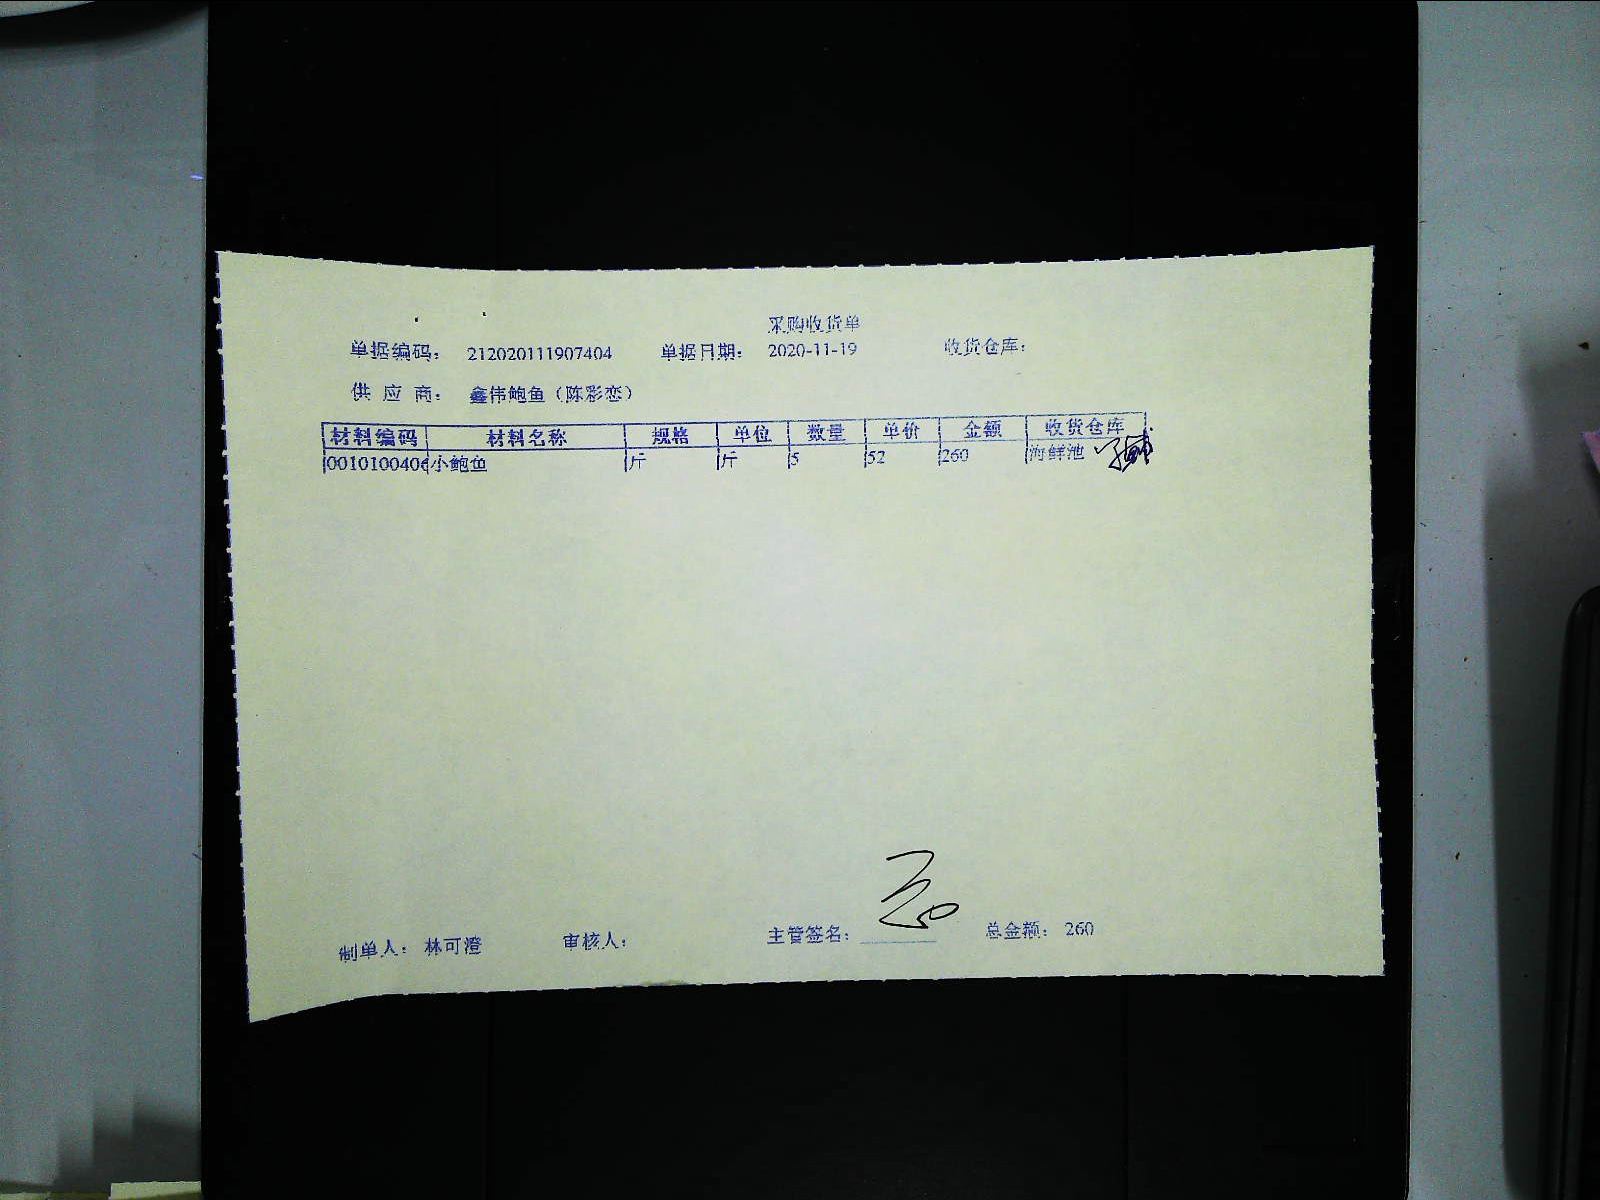 采购收货单
单据编码： 212020111907404 单据日期： 2020-11-19 收货仓库：
供 应 商： 鑫伟鲍鱼（陈彩恋）
材料编码 材料名称 规格 单位 数量 单价 金额 收货仓库
0010100406 小鲍鱼 斤 斤 5 52 260 海鲜池
制单人： 林可澄 审核人： 主管签名： 总金额： 260